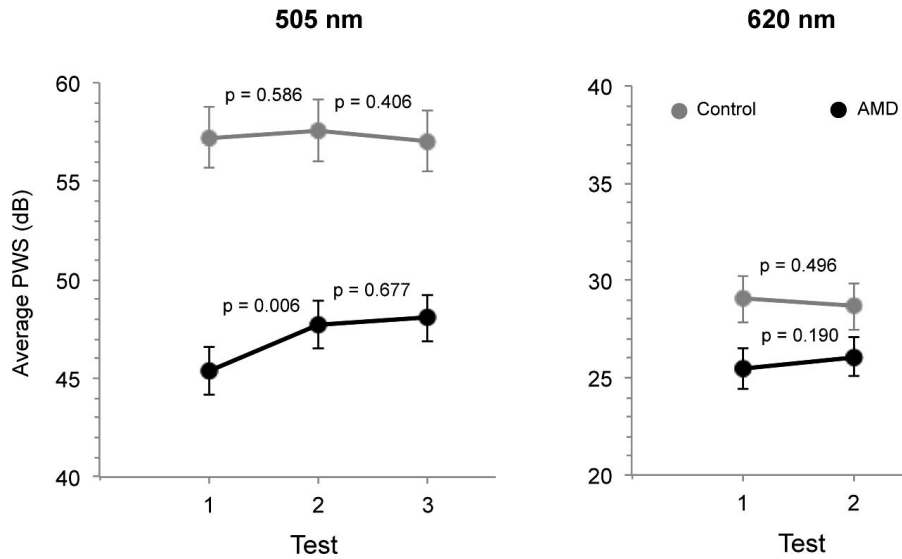 505 nm
620 nm
Average PWS (dB)
60
55
50
45
40
p = 0.586
p = 0.406
p = 0.006
p = 0.677
1
2
3
Test
40
35
30
25
20
Control
AMD
p = 0.496
p = 0.190
1
2
Test